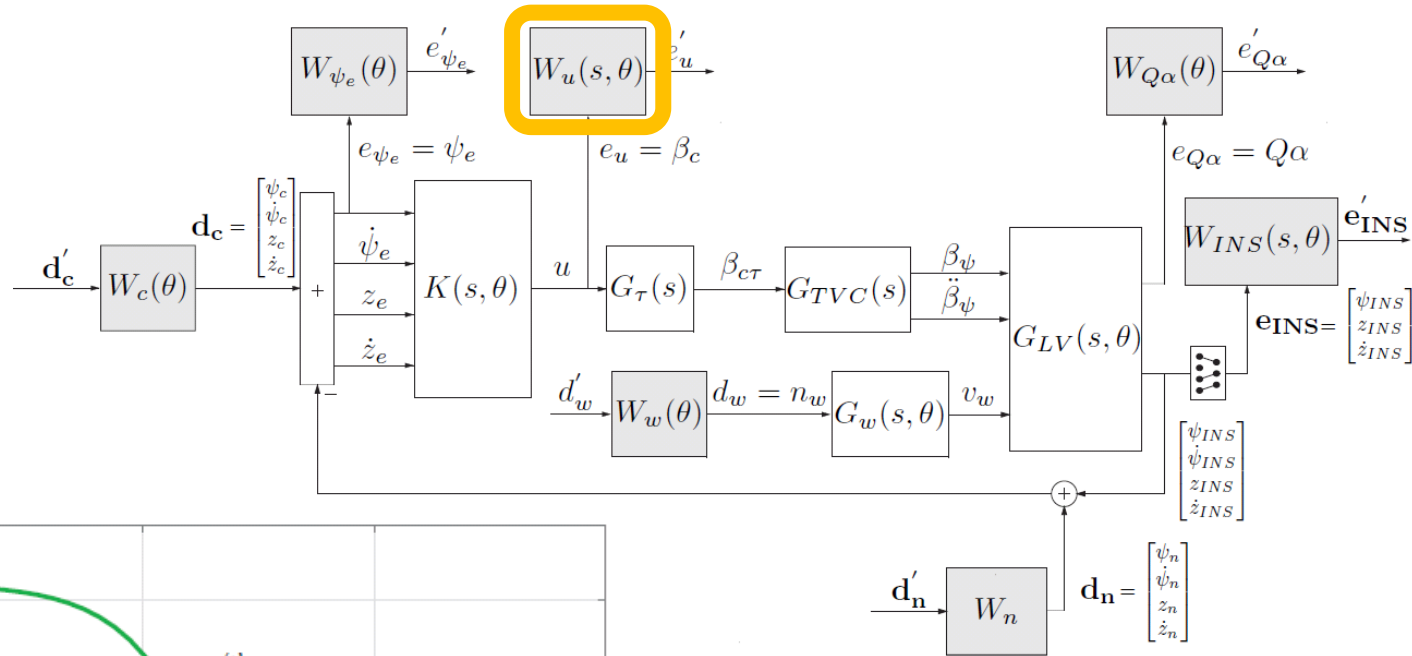 W_{ψ_e}(θ)
e'_{ψ_e}
W_u(s, θ)
e'_u
W_{Qα}(θ)
e'_{Qα}
e_{ψ_e} = ψ_e
e_u = β_c
e_{Qα} = Qα
d'_c
W_c(θ)
d_c = [ψ_c
ψ̇_c
z_c
ż_c]
+
−
ψ̇_e
z_e
ż_e
K(s, θ)
u
G_τ(s)
β_{cτ}
G_{TVC}(s)
β_ψ
β̈_ψ
G_{LV}(s, θ)
W_{INS}(s, θ)
e'_{INS}
e_{INS} = [ψ_{INS}
z_{INS}
ż_{INS}]
d'_w
W_w(θ)
d_w = n_w
G_w(s, θ)
v_w
[ψ_{INS}
ψ̇_{INS}
z_{INS}
ż_{INS}]
+
d'_n
W_n
d_n = [ψ_n
ψ̇_n
z_n
ż_n]